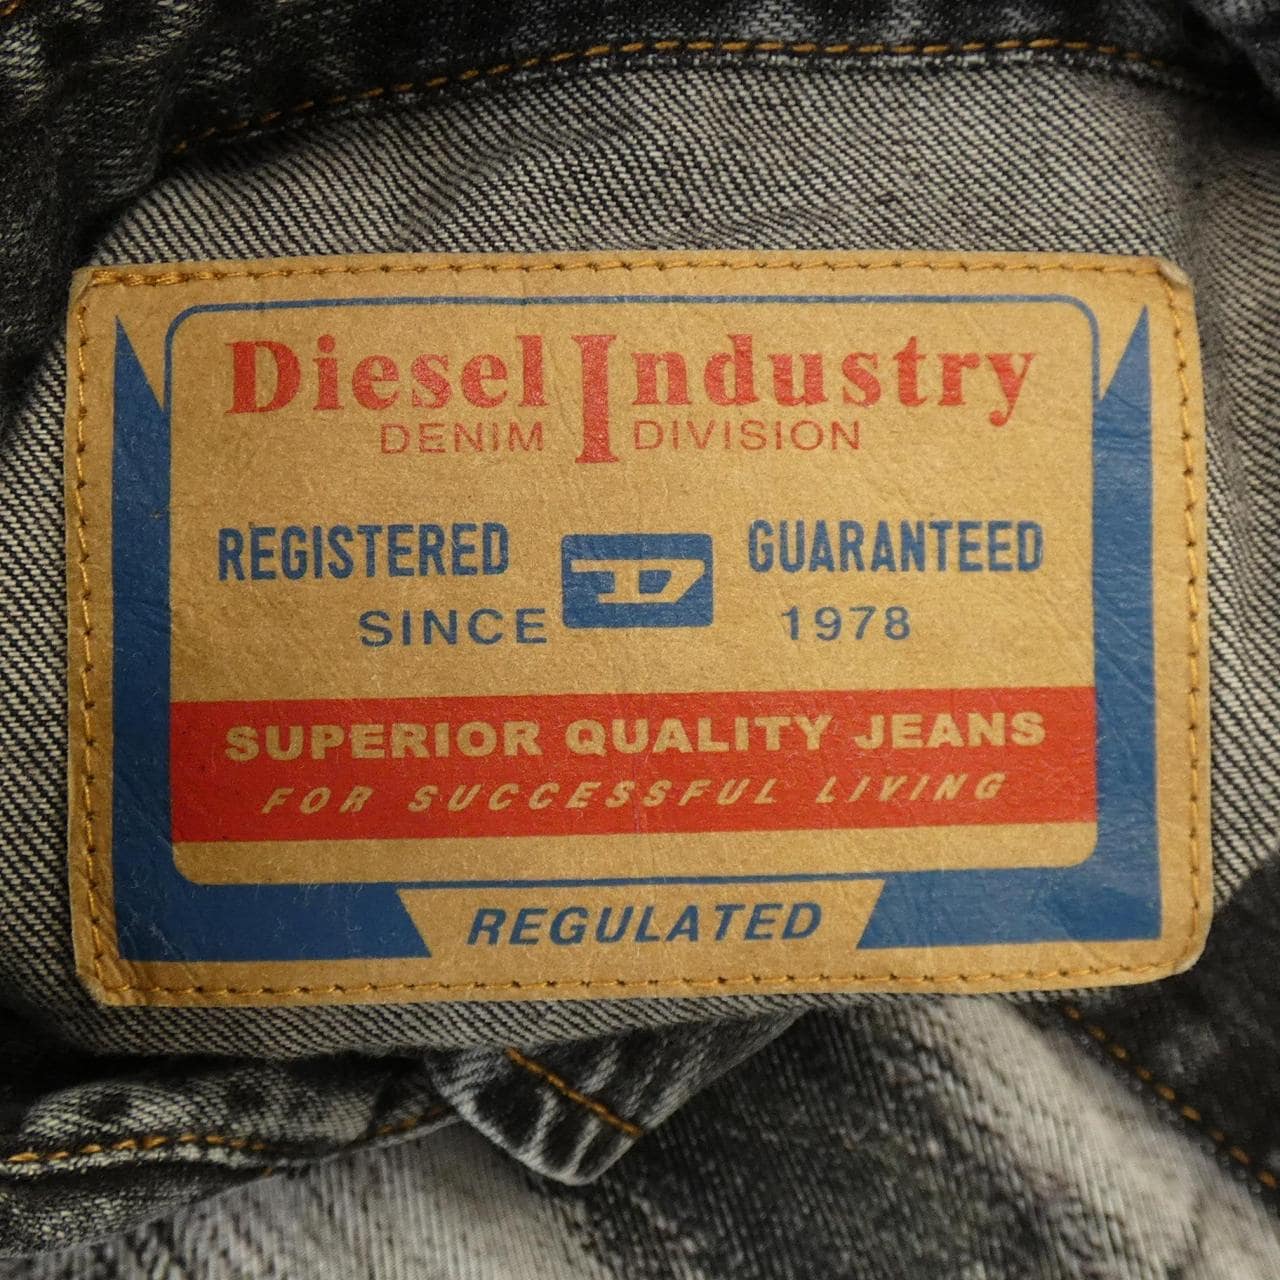 Diesel Industry
DENIM DIVISION
REGISTERED D GUARANTEED
SINCE 1978
SUPERIOR QUALITY JEANS
FOR SUCCESSFUL LIVING
REGULATED